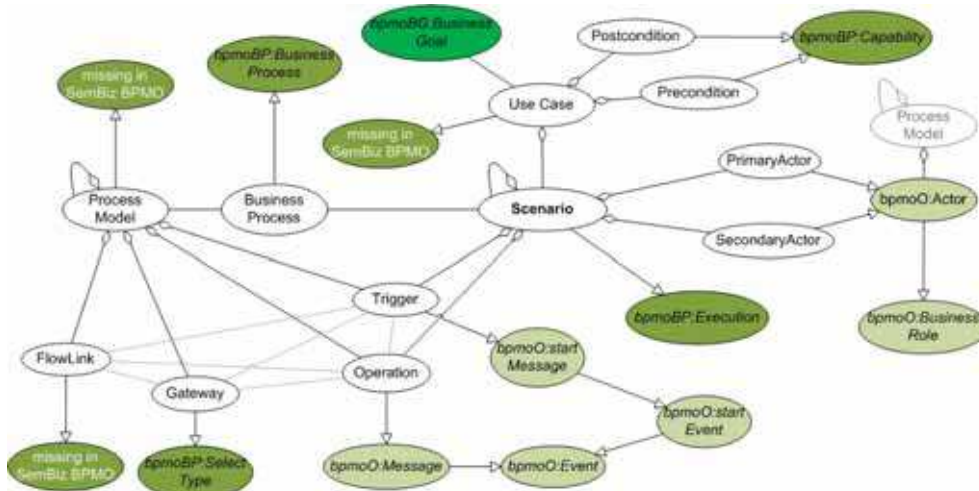 bpmoBG:Business
Goal
Postcondition
bpmoBP:Capability
bpmoBP:Business
Process
missing in
SemBiz BPMO
Use Case
Precondition
Process
Model
missing in
SemBiz BPMO
PrimaryActor
Process
Model
Business
Process
Scenario
bpmoO:Actor
SecondaryActor
Trigger
bpmoBP:Execution
bpmoO:Business
Role
bpmoO:start
Message
FlowLink
Gateway
Operation
bpmoO:start
Event
missing in
SemBiz BPMO
bpmoBP:Select
Type
bpmoO:Message
bpmoO:Event